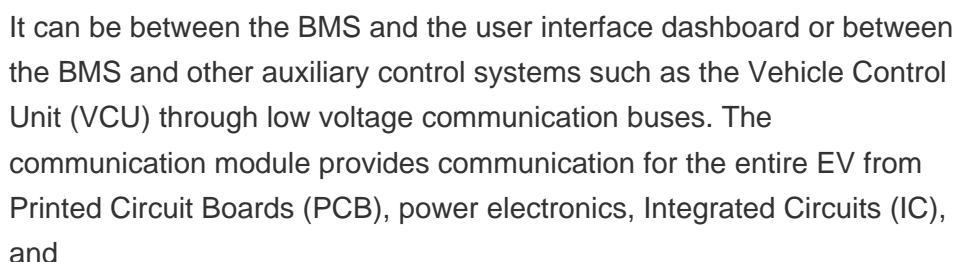 It can be between the BMS and the user interface dashboard or between
the BMS and other auxiliary control systems such as the Vehicle Control
Unit (VCU) through low voltage communication buses. The
communication module provides communication for the entire EV from
Printed Circuit Boards (PCB), power electronics, Integrated Circuits (IC),
and